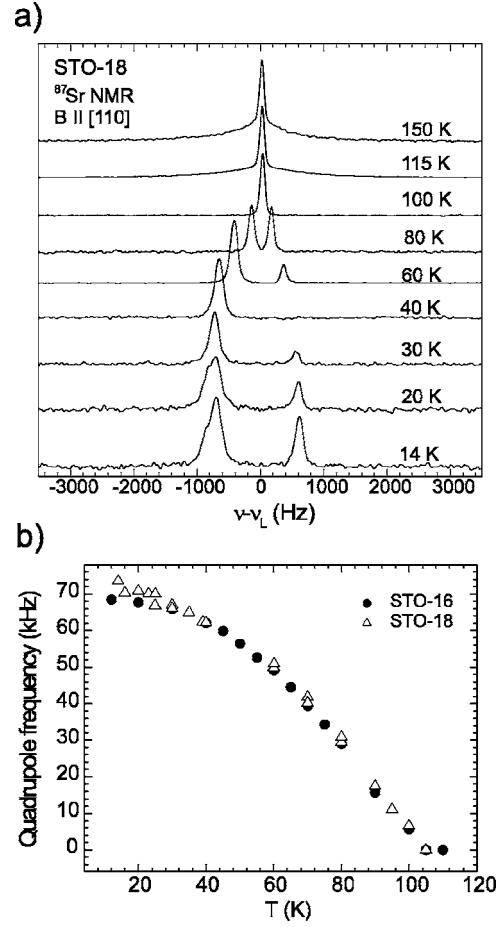 a)
STO-18
⁸⁷Sr NMR
B II [110]
150 K
115 K
100 K
80 K
60 K
40 K
30 K
20 K
14 K
-3000 -2000 -1000 0 1000 2000 3000
ν-νL (Hz)
b)
Quadrupole frequency (kHz)
70
60
50
40
30
20
10
0
STO-16
STO-18
20 40 60 80 100 120
T (K)